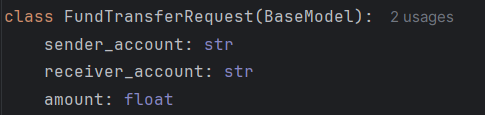 class FundTransferRequest(BaseModel): 2 usages
    sender_account: str
    receiver_account: str
    amount: float